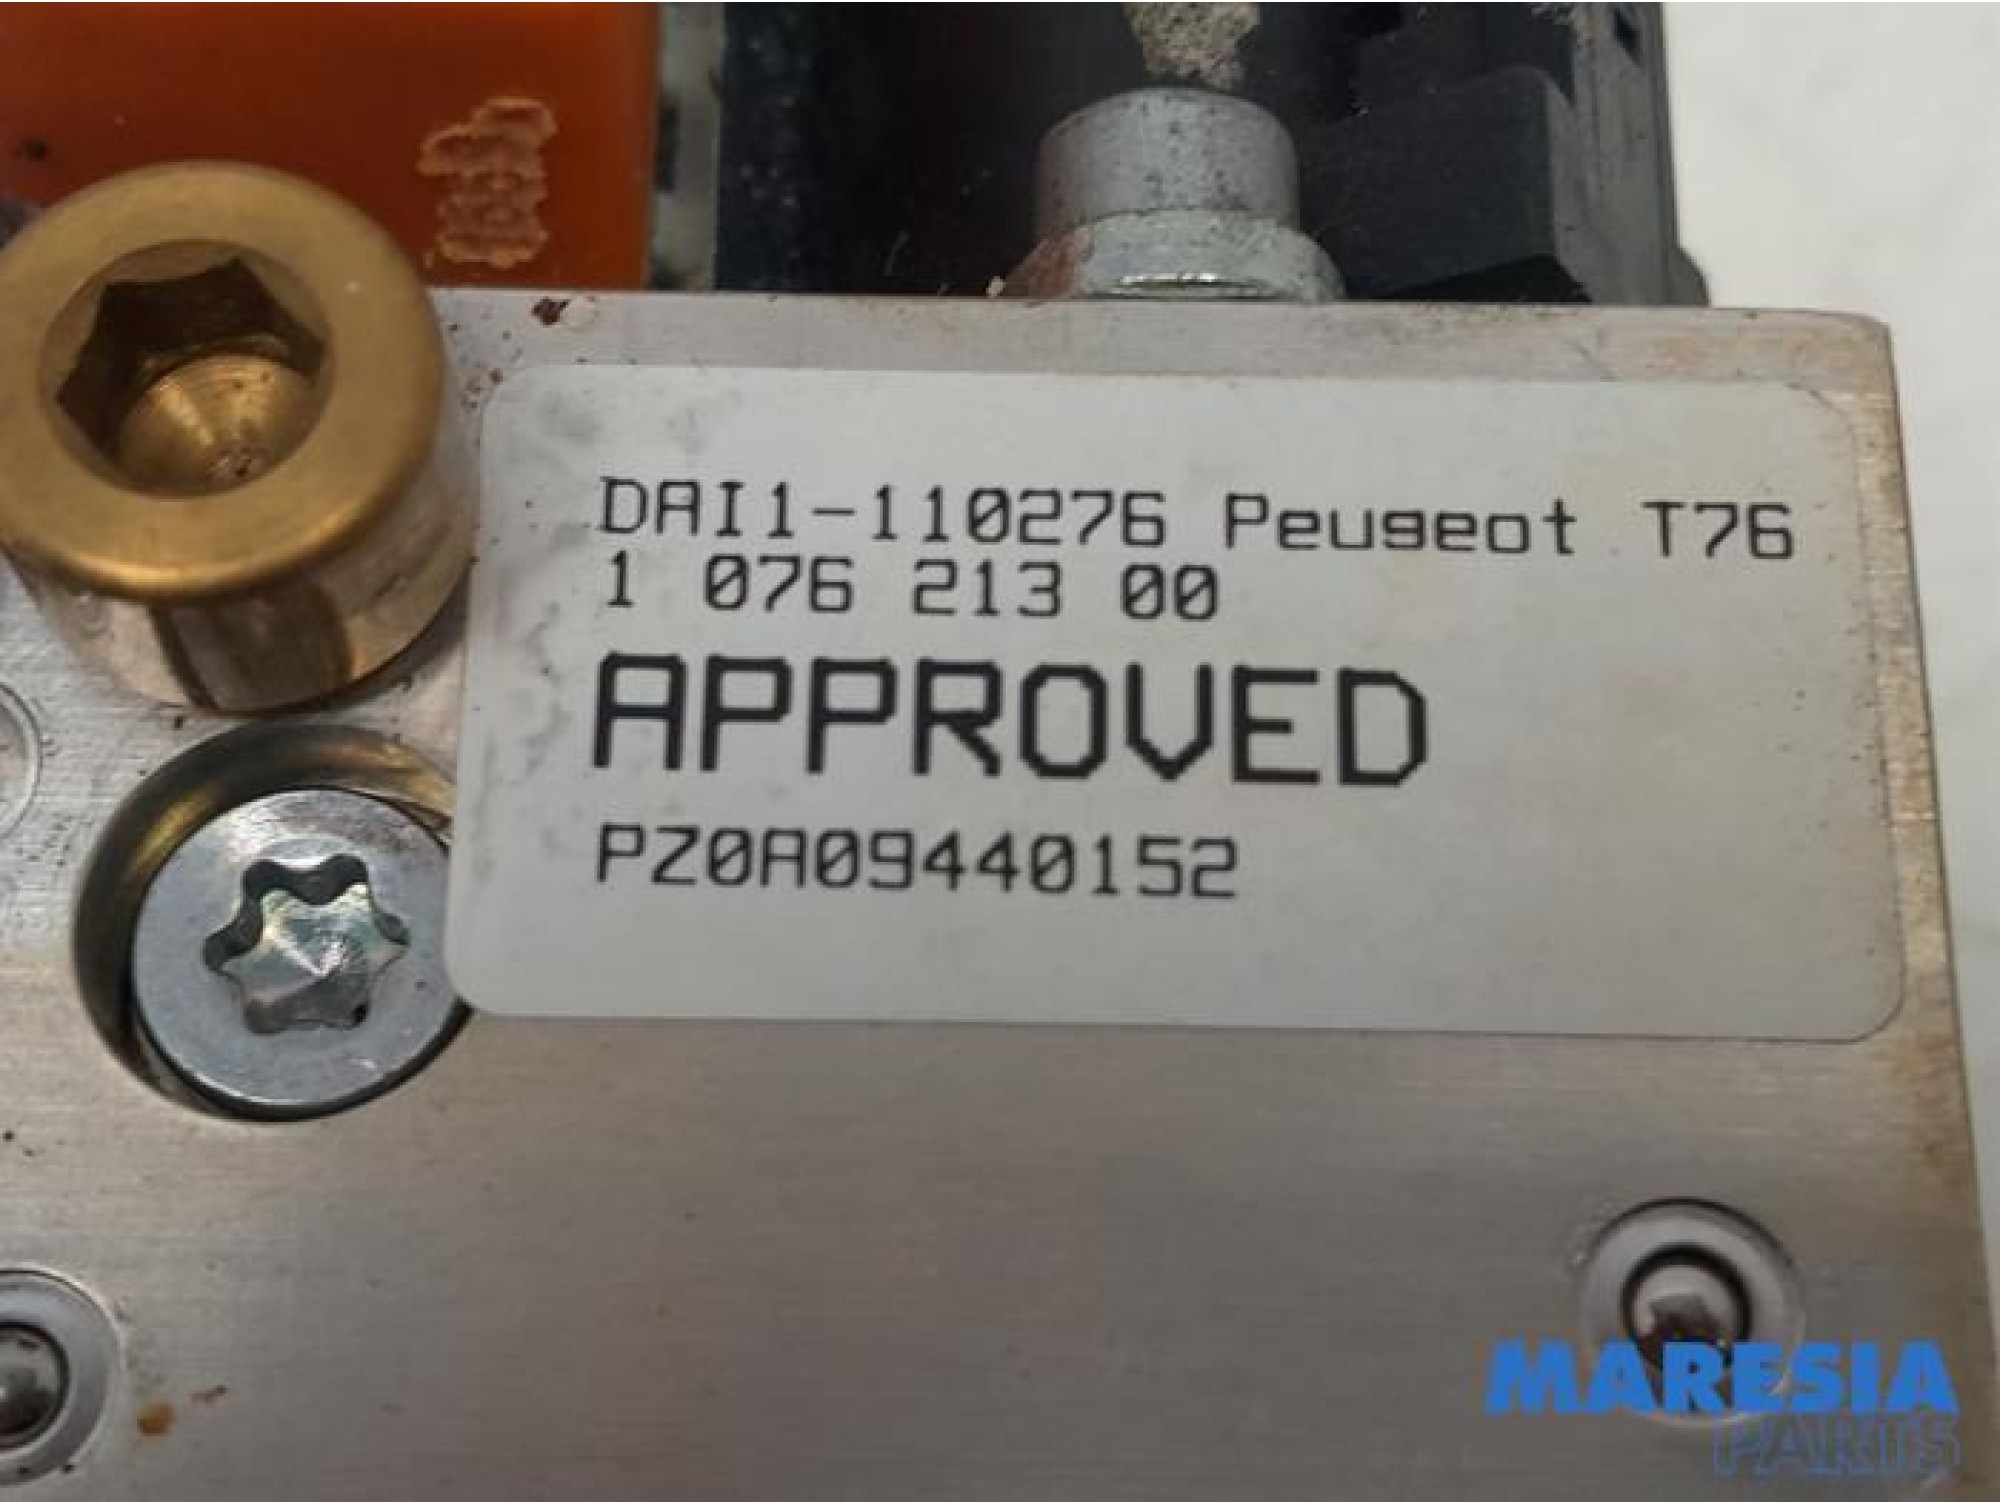 DAI1-110276 Peugeot T76
1 076 213 00
APPROVED
PZ0A09440152
MARESIA
PARTS